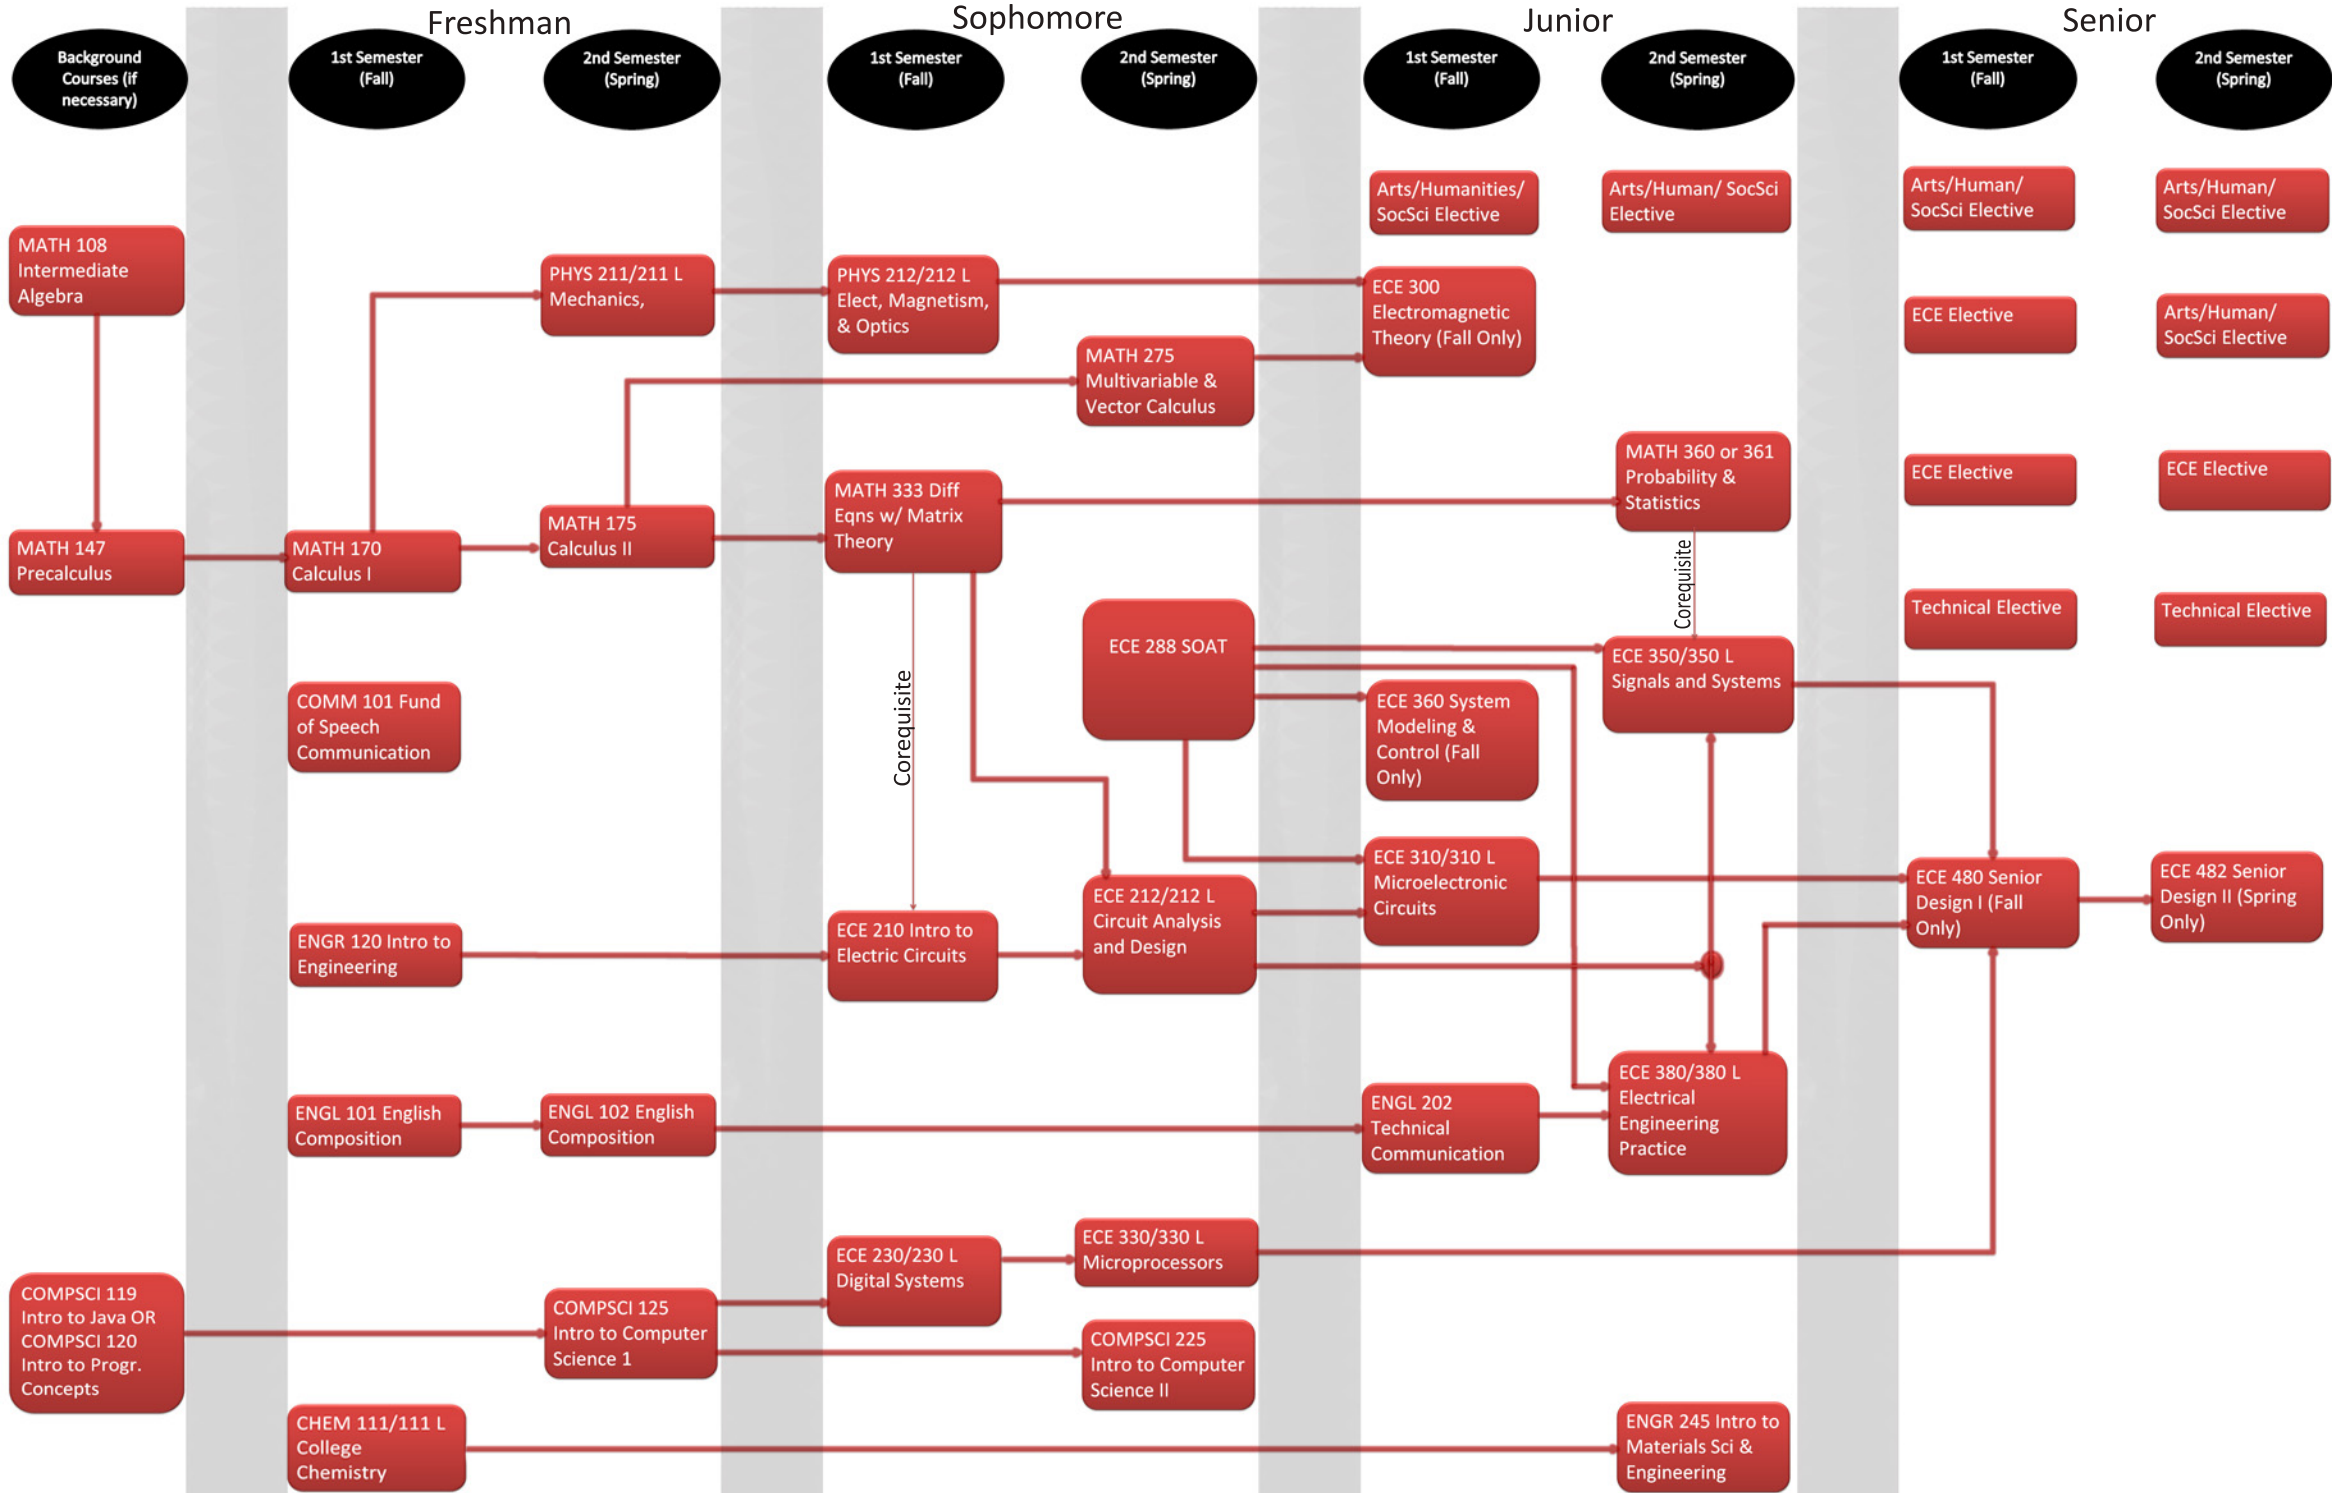 Freshman
Sophomore
Junior
Senior
Background
Courses (if
necessary)
1st Semester
(Fall)
2nd Semester
(Spring)
1st Semester
(Fall)
2nd Semester
(Spring)
1st Semester
(Fall)
2nd Semester
(Spring)
1st Semester
(Fall)
2nd Semester
(Spring)
MATH 108
Intermediate
Algebra
MATH 147
Precalculus
COMPSCI 119
Intro to Java OR
COMPSCI 120
Intro to Progr.
Concepts
MATH 170
Calculus I
COMM 101 Fund
of Speech
Communication
ENGR 120 Intro to
Engineering
ENGL 101 English
Composition
CHEM 111/111 L
College
Chemistry
PHYS 211/211 L
Mechanics,
MATH 175
Calculus II
ENGL 102 English
Composition
COMPSCI 125
Intro to Computer
Science 1
PHYS 212/212 L
Elect, Magnetism,
& Optics
MATH 333 Diff
Eqns w/ Matrix
Theory
Corequisite
ECE 210 Intro to
Electric Circuits
ECE 230/230 L
Digital Systems
MATH 275
Multivariable &
Vector Calculus
ECE 288 SOAT
ECE 212/212 L
Circuit Analysis
and Design
ECE 330/330 L
Microprocessors
COMPSCI 225
Intro to Computer
Science II
Arts/Humanities/
SocSci Elective
ECE 300
Electromagnetic
Theory (Fall Only)
ECE 360 System
Modeling &
Control (Fall
Only)
ECE 310/310 L
Microelectronic
Circuits
ENGL 202
Technical
Communication
Arts/Human/ SocSci
Elective
MATH 360 or 361
Probability &
Statistics
Corequisite
ECE 350/350 L
Signals and Systems
ECE 380/380 L
Electrical
Engineering
Practice
ENGR 245 Intro to
Materials Sci &
Engineering
Arts/Human/
SocSci Elective
ECE Elective
ECE Elective
Technical Elective
ECE 480 Senior
Design I (Fall
Only)
Arts/Human/
SocSci Elective
Arts/Human/
SocSci Elective
ECE Elective
Technical Elective
ECE 482 Senior
Design II (Spring
Only)